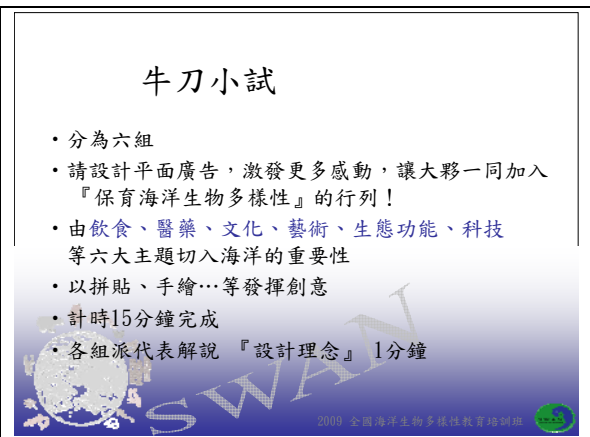 牛刀小試
・分為六組
・請設計平面廣告，激發更多感動，讓大夥一同加入
『保育海洋生物多樣性』的行列！
・由飲食、醫藥、文化、藝術、生態功能、科技
等六大主題切入海洋的重要性
・以拼貼、手繪…等發揮創意
・計時15分鐘完成
・各組派代表解說 『設計理念』 1分鐘
SWAN
2009 全國海洋生物多樣性教育培訓班